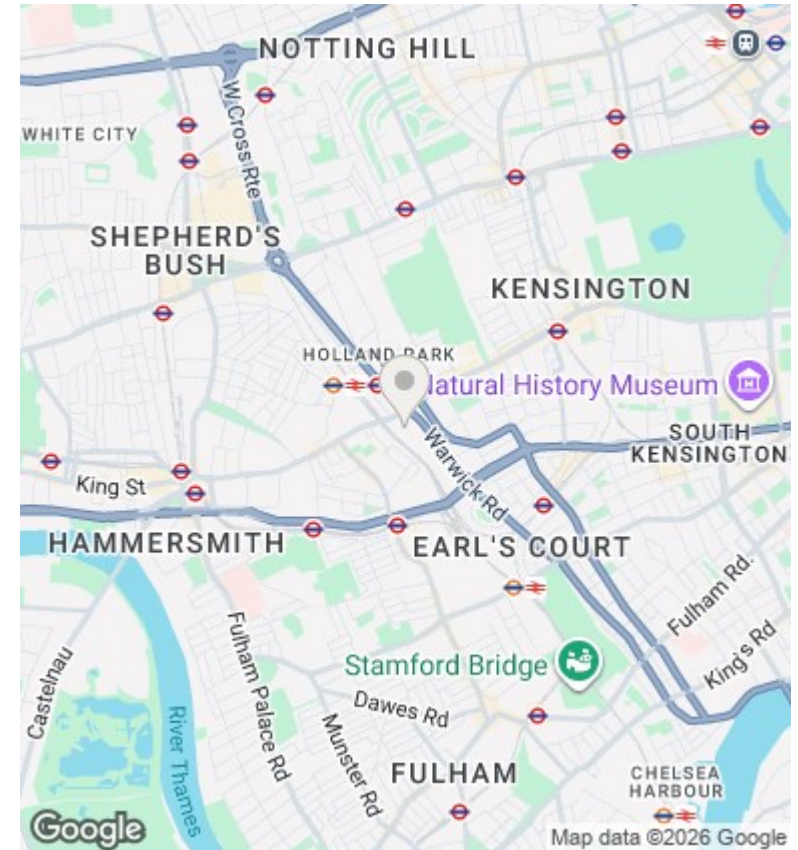 NOTTING HILL
WHITE CITY
W Cross Rte
SHEPHERD'S
BUSH
KENSINGTON
HOLLAND PARK
Natural History Museum
SOUTH
KENSINGTON
Warwick Rd
King St
HAMMERSMITH
EARL'S COURT
Fulham Rd.
King's Rd
Stamford Bridge
Castelnau
River Thames
Fulham Palace Rd
Dawes Rd
Munster Rd
FULHAM
CHELSEA
HARBOUR
Google
Map data ©2026 Google